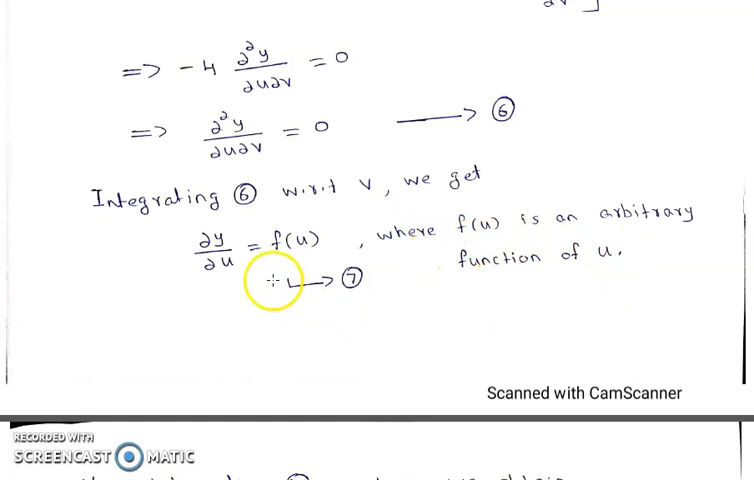 ∂v ]
=> -4 ∂²y/∂u∂v = 0
=> ∂²y/∂u∂v = 0 ⟶ ⑥
Integrating ⑥ w.r.t v, we get
∂y/∂u = f(u) , where f(u) is an arbitrary
function of u.
↳ ⑦
Scanned with CamScanner
RECORDED WITH
SCREENCAST MATIC